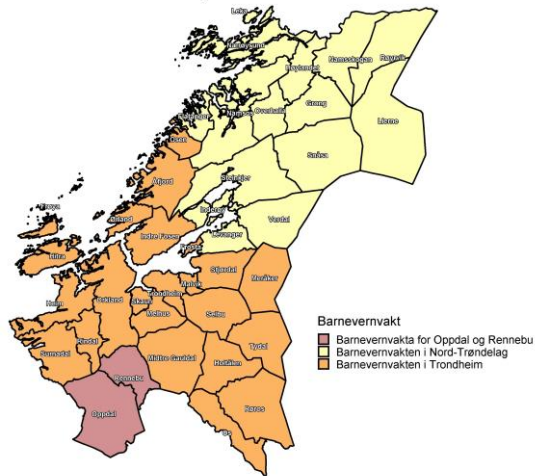 Leka
Nærøysund
Namsskogan
Røyrvik
Høylandet
Grong
Overhalla
Namsos
Flatanger
Lierne
Osen
Snåsa
Steinkjer
Åfjord
Inderøy
Verdal
Frøya
Ørland
Levanger
Indre Fosen
Frosta
Hitra
Stjørdal
Meråker
Malvik
Heim
Orkland
Skaun
Trondheim
Melhus
Selbu
Rindal
Surnadal
Midtre Gauldal
Holtålen
Tydal
Rennebu
Oppdal
Røros
Os
Barnevernvakt
Barnevernvakta for Oppdal og Rennebu
Barnevernvakten i Nord-Trøndelag
Barnevernvakten i Trondheim